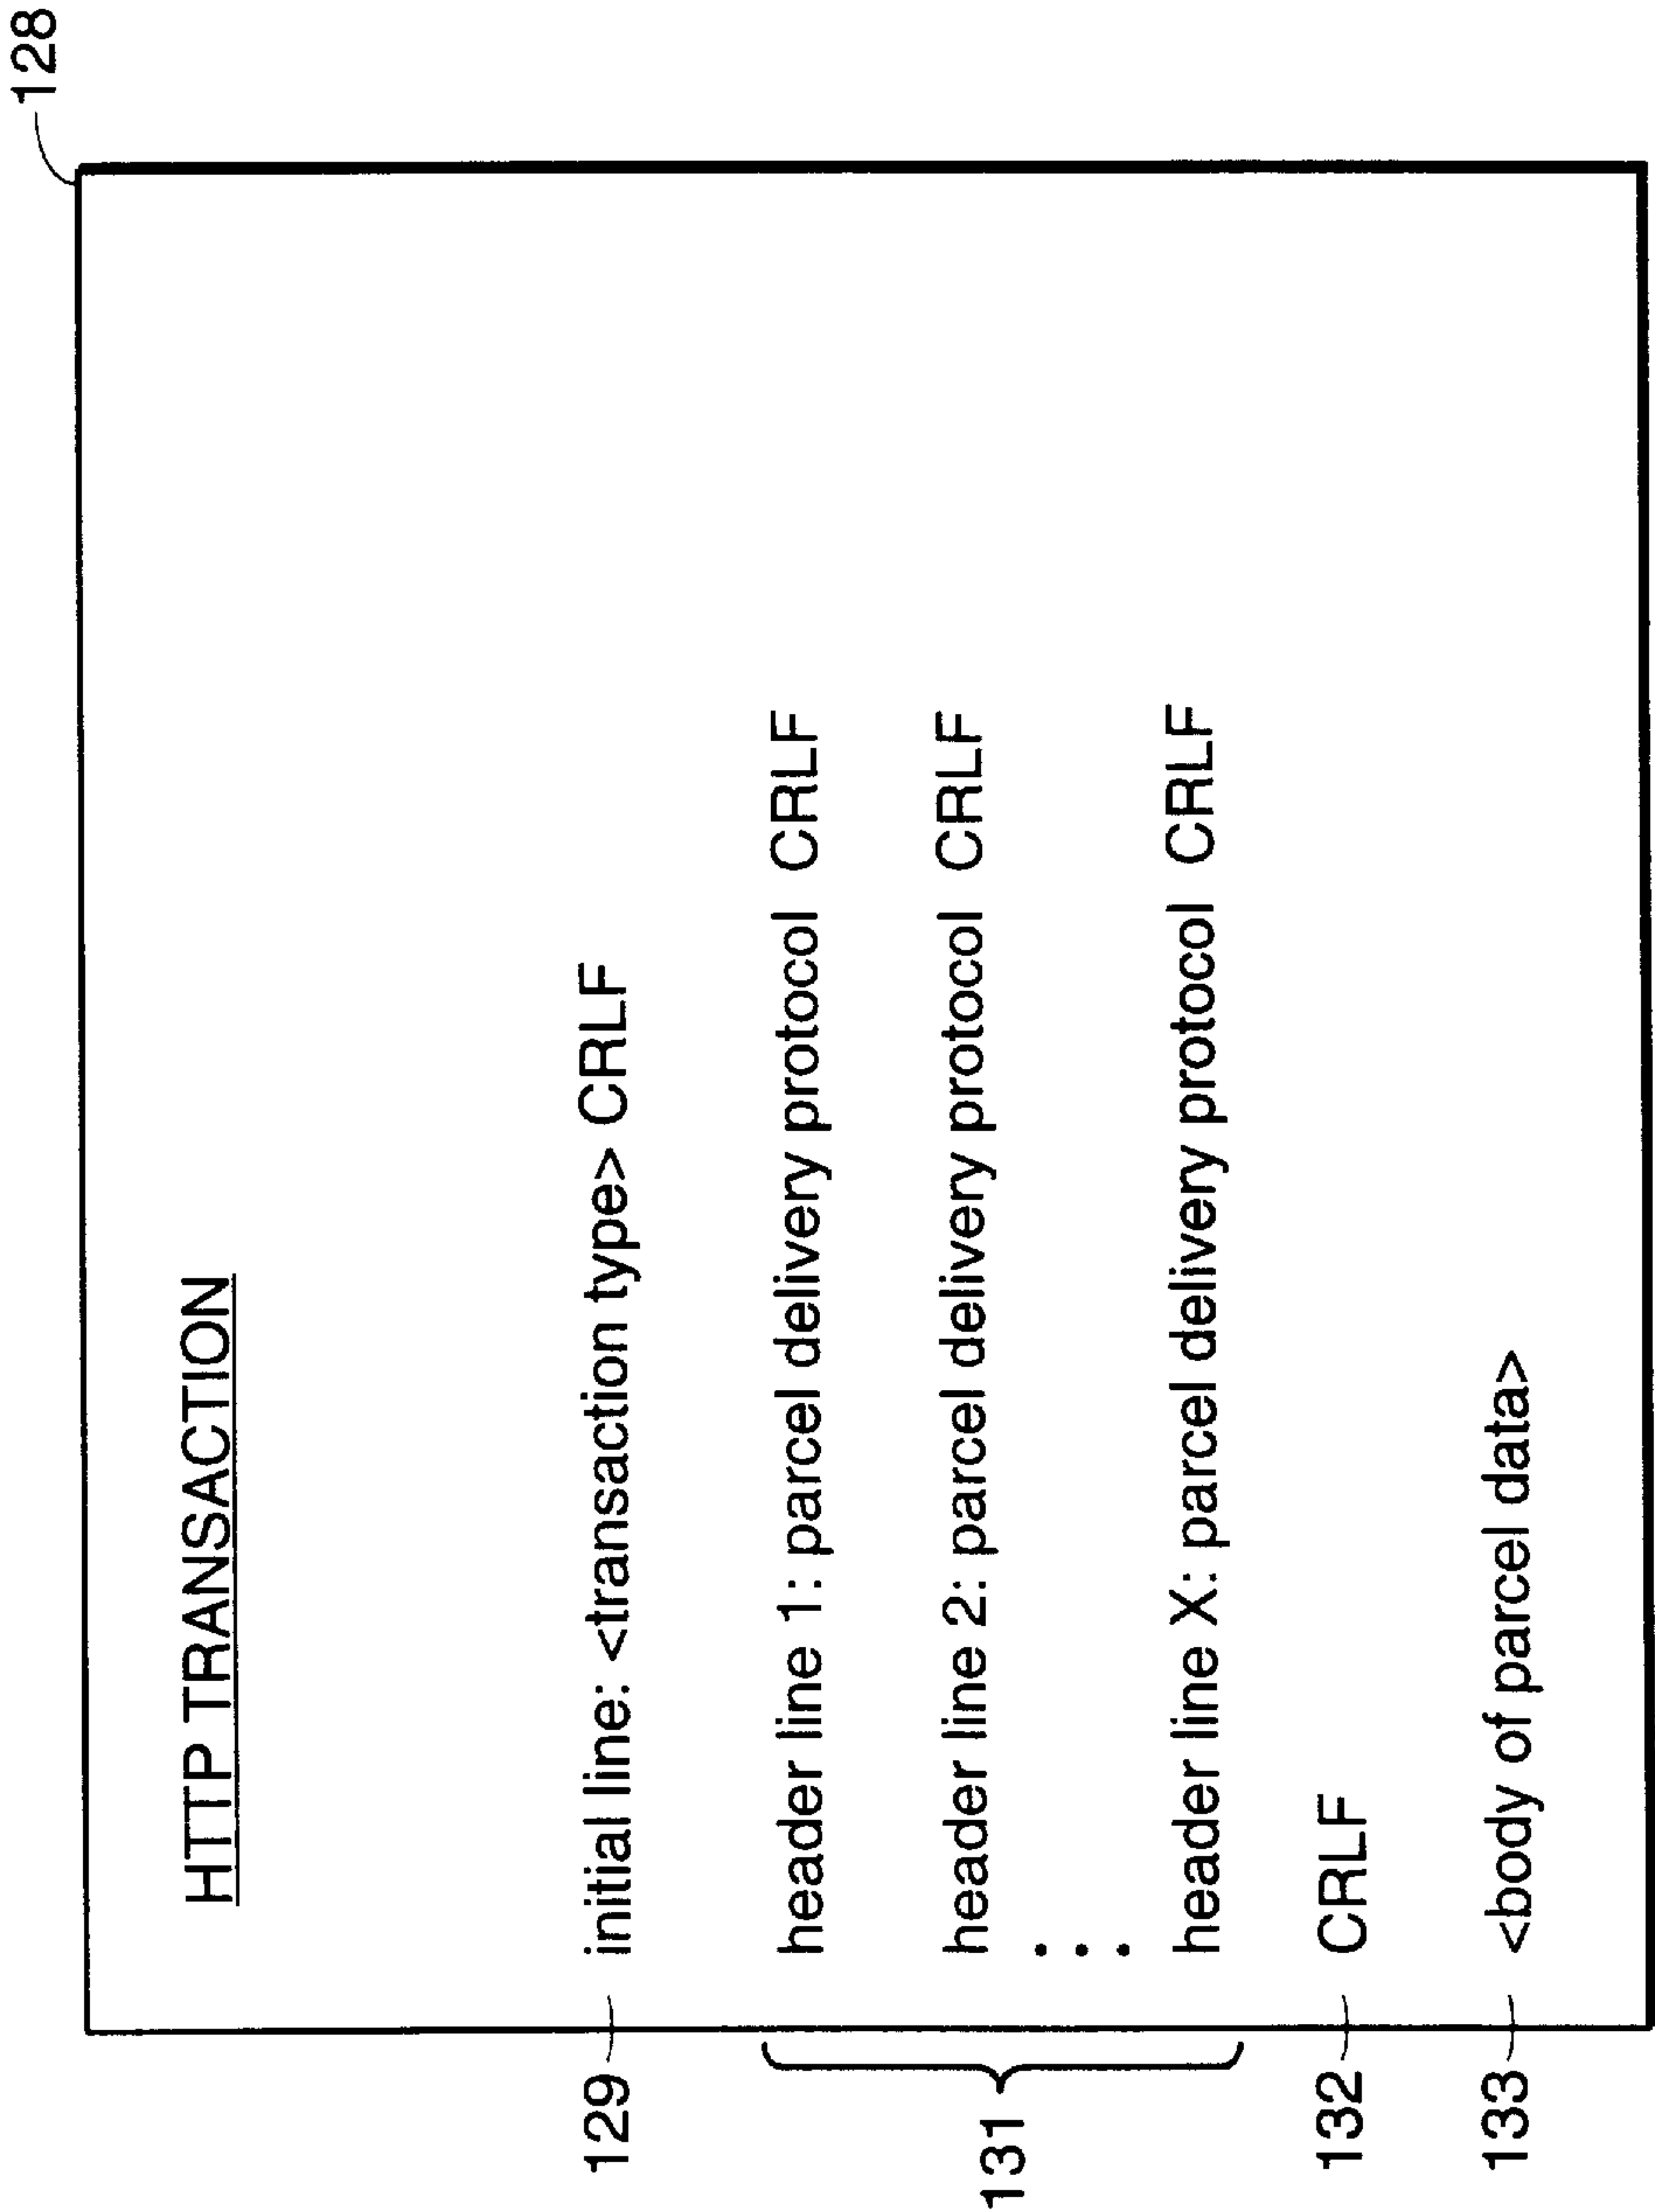 128
HTTP TRANSACTION
129 initial line: <transaction type> CRLF
header line 1: parcel delivery protocol CRLF
header line 2: parcel delivery protocol CRLF
131
. . .
header line X: parcel delivery protocol CRLF
132 CRLF
133 <body of parcel data>